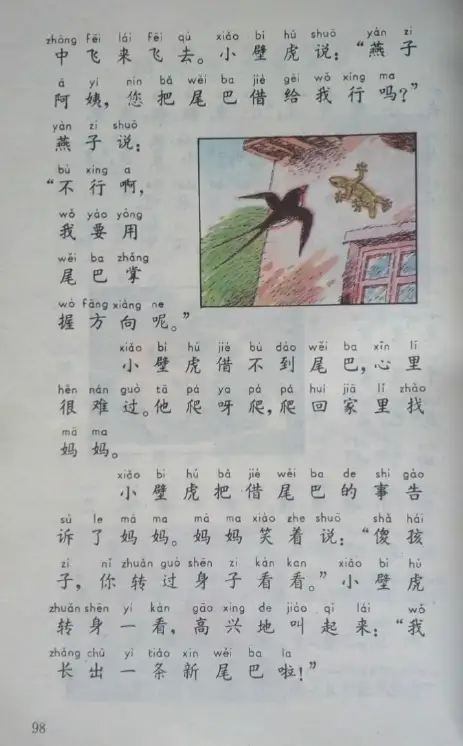 zhōng fēi lái fēi qù xiǎo bì hǔ shuō yàn zi
中飞来飞去。小壁虎说：“燕子
ā yí nín bǎ wěi ba jiè gěi wǒ xíng ma
阿姨，您把尾巴借给我行吗？”
yàn zi shuō
燕子说：
bù xíng a
“不行啊，
wǒ yào yòng
我要用
wěi ba zhǎng
尾巴掌
wò fāng xiàng ne
握方向呢。”
xiǎo bì hǔ jiè bú dào wěi ba xīn lǐ
小壁虎借不到尾巴，心里
hěn nán guò tā pá ya pá pá huí jiā lǐ zhǎo
很难过。他爬呀爬，爬回家里找
mā ma
妈妈。
xiǎo bì hǔ bǎ jiè wěi ba de shì gào
小壁虎把借尾巴的事告
sù le mā ma mā ma xiào zhe shuō shǎ hái
诉了妈妈。妈妈笑着说：“傻孩
zi nǐ zhuǎn guò shēn zi kàn kan xiǎo bì hǔ
子，你转过身子看看。”小壁虎
zhuǎn shēn yí kàn gāo xìng de jiào qǐ lái wǒ
转身一看，高兴地叫起来：“我
zhǎng chū yì tiáo xīn wěi ba la
长出一条新尾巴啦！”
98